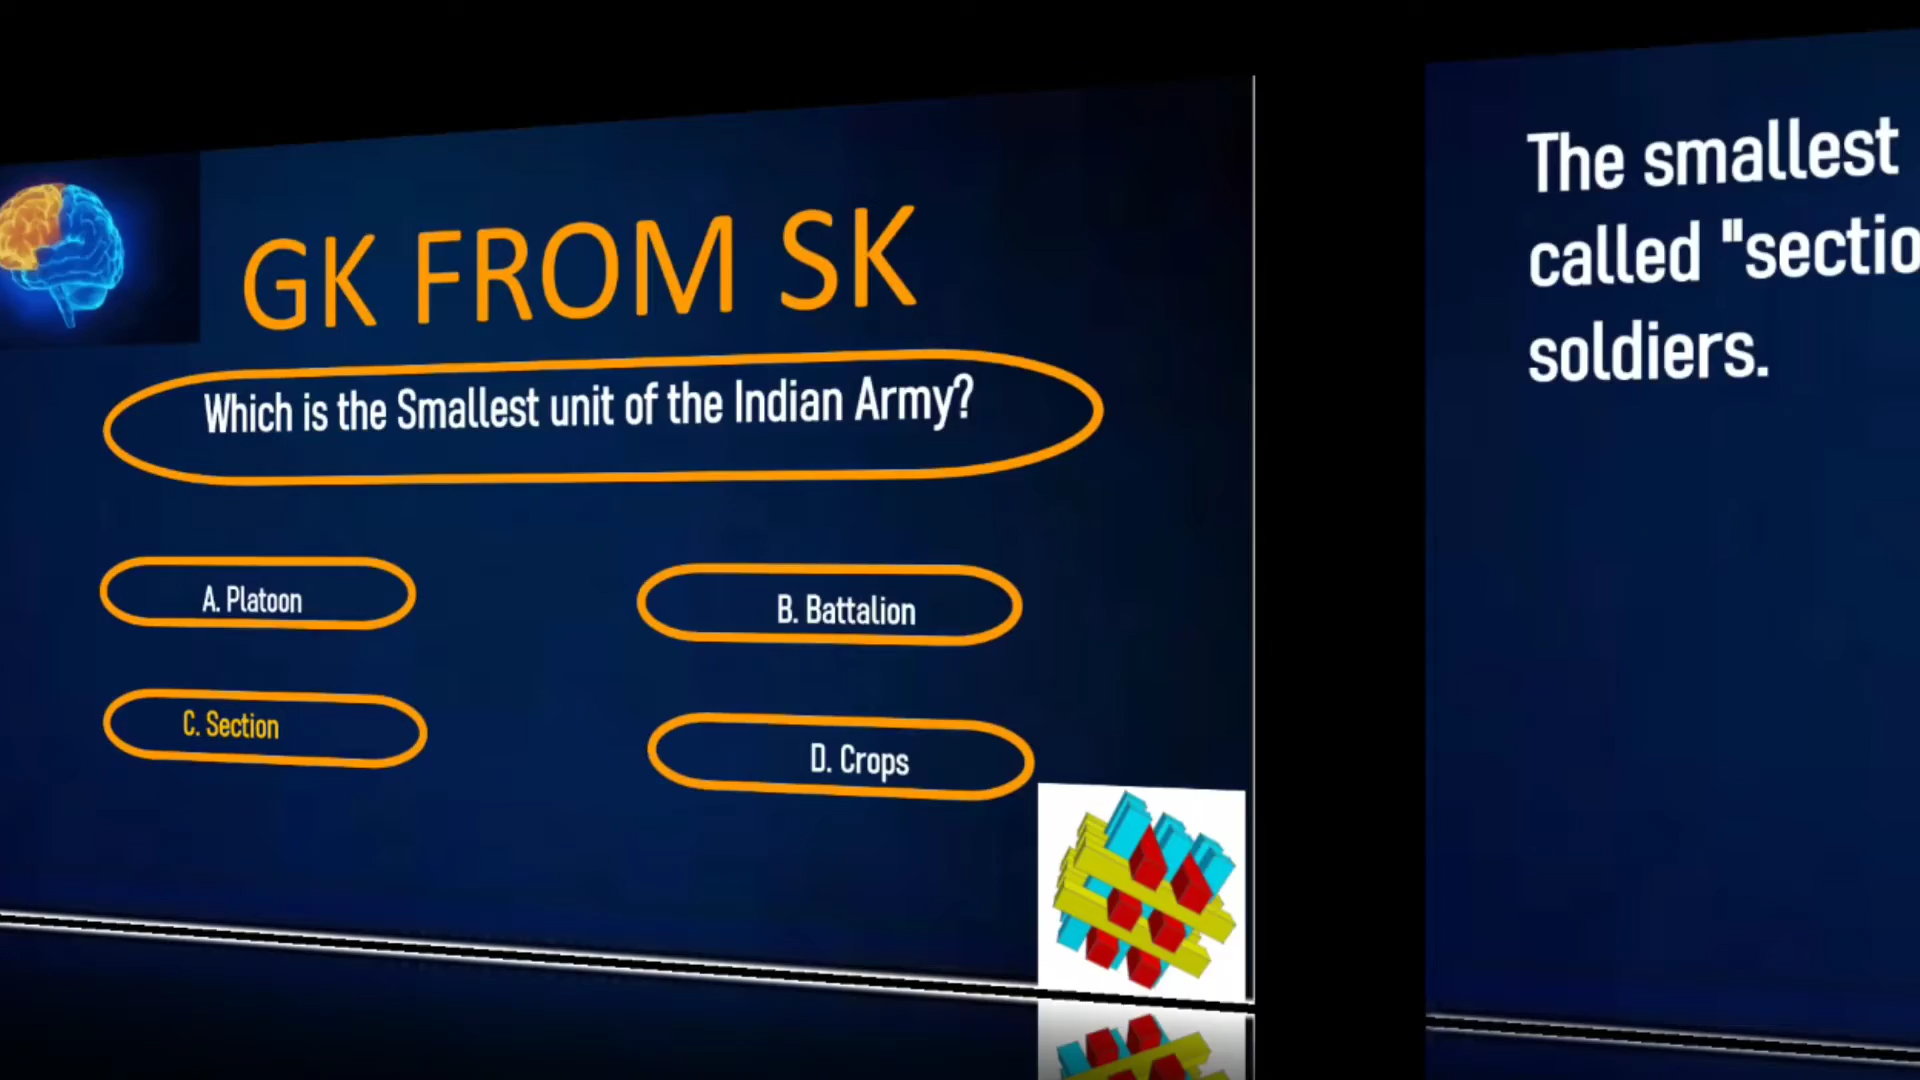 GK FROM SK
Which is the Smallest unit of the Indian Army?
A. Platoon
B. Battalion
C. Section
D. Crops
The smallest
called "sectio
soldiers.